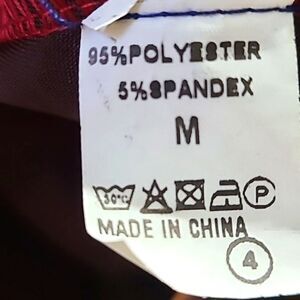 95%POLYESTER
5%SPANDEX
M
30°C P
MADE IN CHINA
4